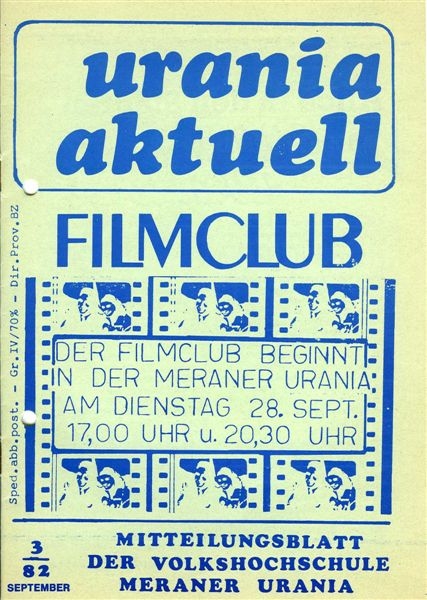 urania
aktuell
FILMCLUB
DER FILMCLUB BEGINNT
IN DER MERANER URANIA
AM DIENSTAG 28. SEPT.
17,00 UHR u. 20,30 UHR
Sped.abb.post. - Gr.IV/70% - Dir.Prov.BZ
3
82
SEPTEMBER
MITTEILUNGSBLATT
DER VOLKSHOCHSCHULE
MERANER URANIA